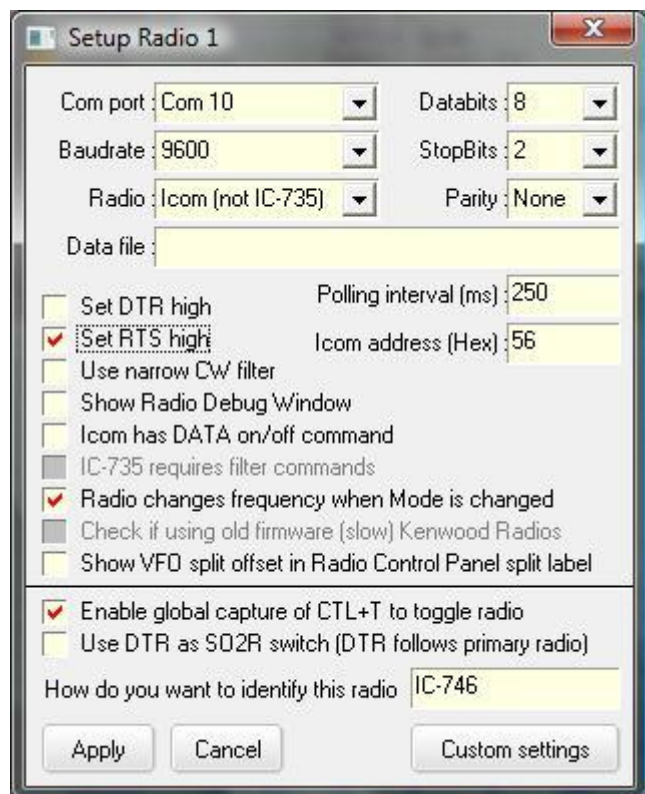 Setup Radio 1
Com port : Com 10 Databits : 8
Baudrate : 9600 StopBits : 2
Radio : Icom (not IC-735) Parity : None
Data file :
Polling interval (ms) : 250
Set DTR high
Set RTS high Icom address (Hex) : 56
Use narrow CW filter
Show Radio Debug Window
Icom has DATA on/off command
IC-735 requires filter commands
Radio changes frequency when Mode is changed
Check if using old firmware (slow) Kenwood Radios
Show VFO split offset in Radio Control Panel split label
Enable global capture of CTL+T to toggle radio
Use DTR as SO2R switch (DTR follows primary radio)
How do you want to identify this radio IC-746
Apply Cancel Custom settings